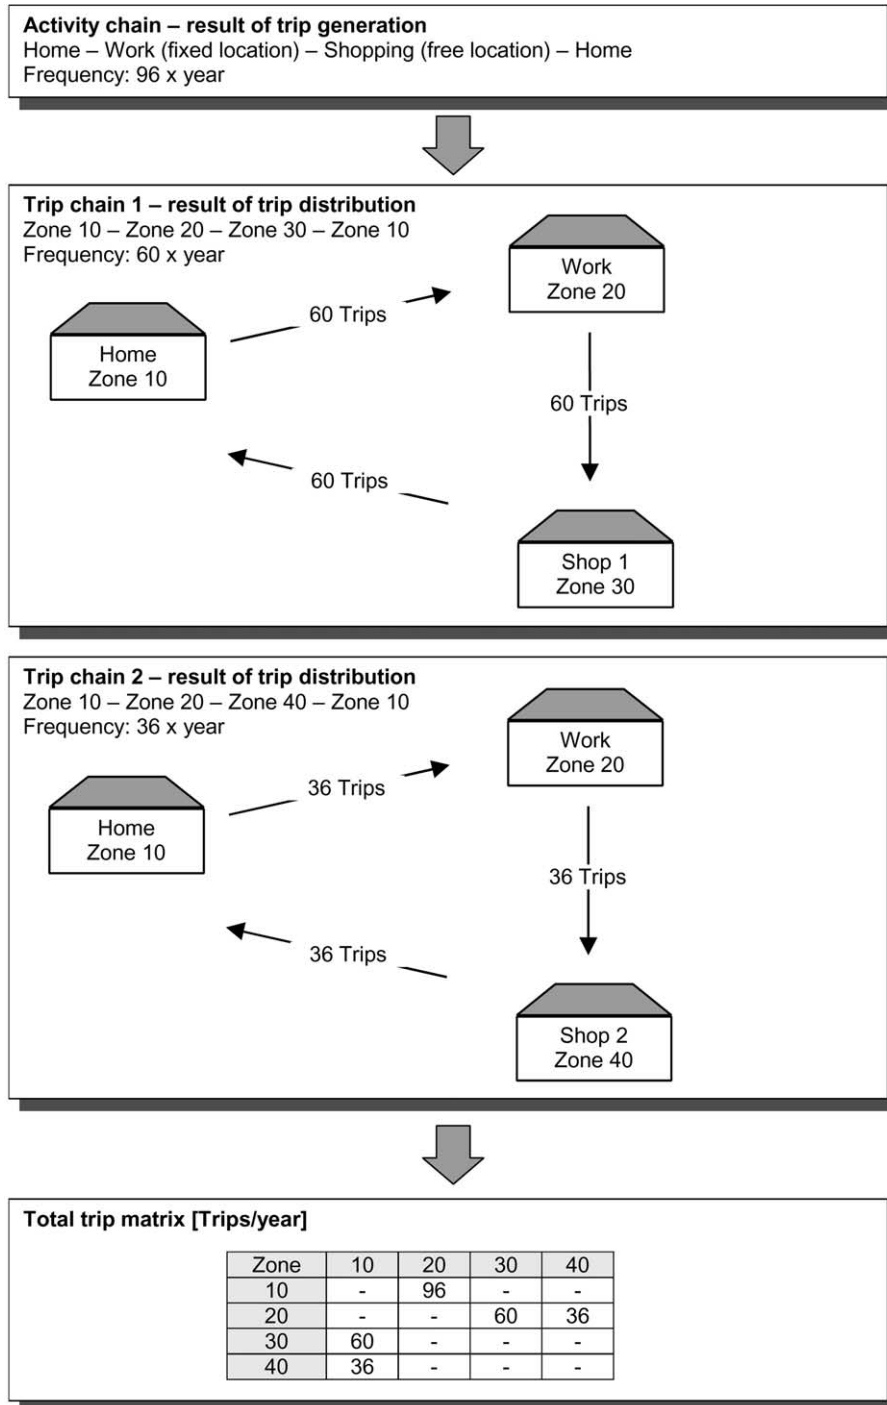 Activity chain – result of trip generation
Home – Work (fixed location) – Shopping (free location) – Home
Frequency: 96 x year
Trip chain 1 – result of trip distribution
Zone 10 – Zone 20 – Zone 30 – Zone 10
Frequency: 60 x year
Work
Zone 20
60 Trips
Home
Zone 10
60 Trips
60 Trips
Shop 1
Zone 30
Trip chain 2 – result of trip distribution
Zone 10 – Zone 20 – Zone 40 – Zone 10
Frequency: 36 x year
Work
Zone 20
36 Trips
Home
Zone 10
36 Trips
36 Trips
Shop 2
Zone 40
Total trip matrix [Trips/year]
Zone 10 20 30 40
10 - 96 - -
20 - - 60 36
30 60 - - -
40 36 - - -